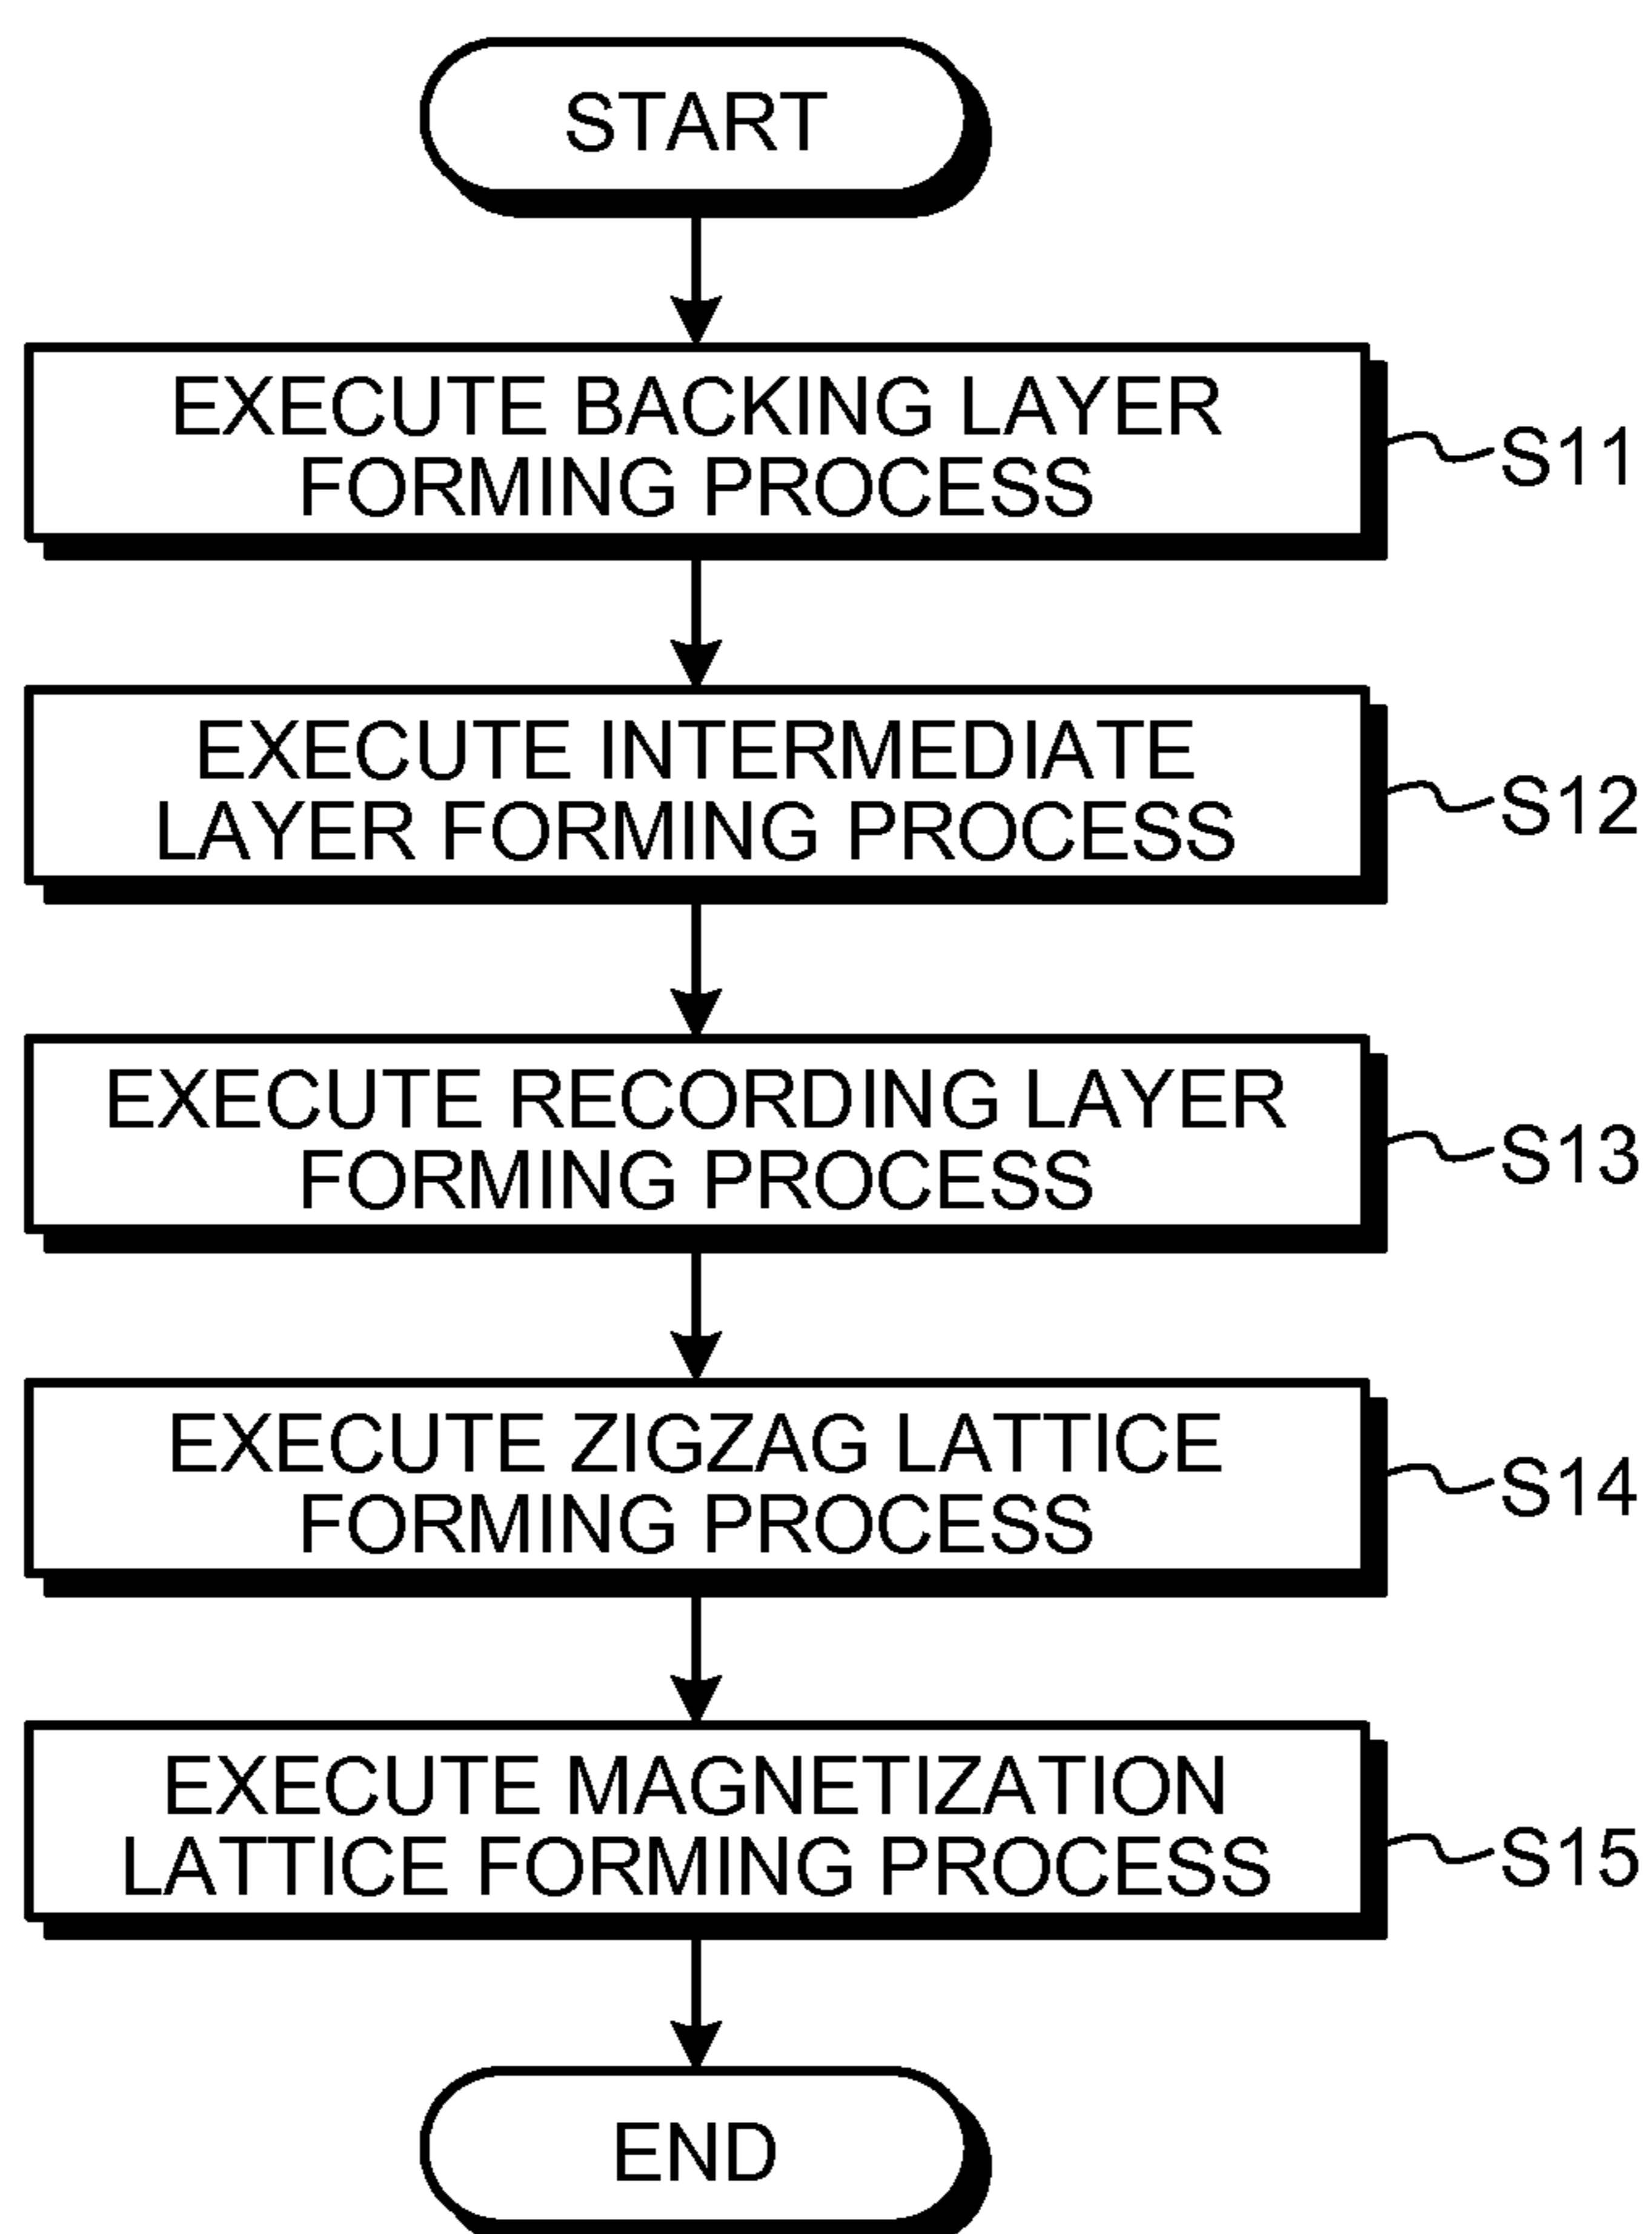 START
EXECUTE BACKING LAYER
FORMING PROCESS
S11
EXECUTE INTERMEDIATE
LAYER FORMING PROCESS
S12
EXECUTE RECORDING LAYER
FORMING PROCESS
S13
EXECUTE ZIGZAG LATTICE
FORMING PROCESS
S14
EXECUTE MAGNETIZATION
LATTICE FORMING PROCESS
S15
END